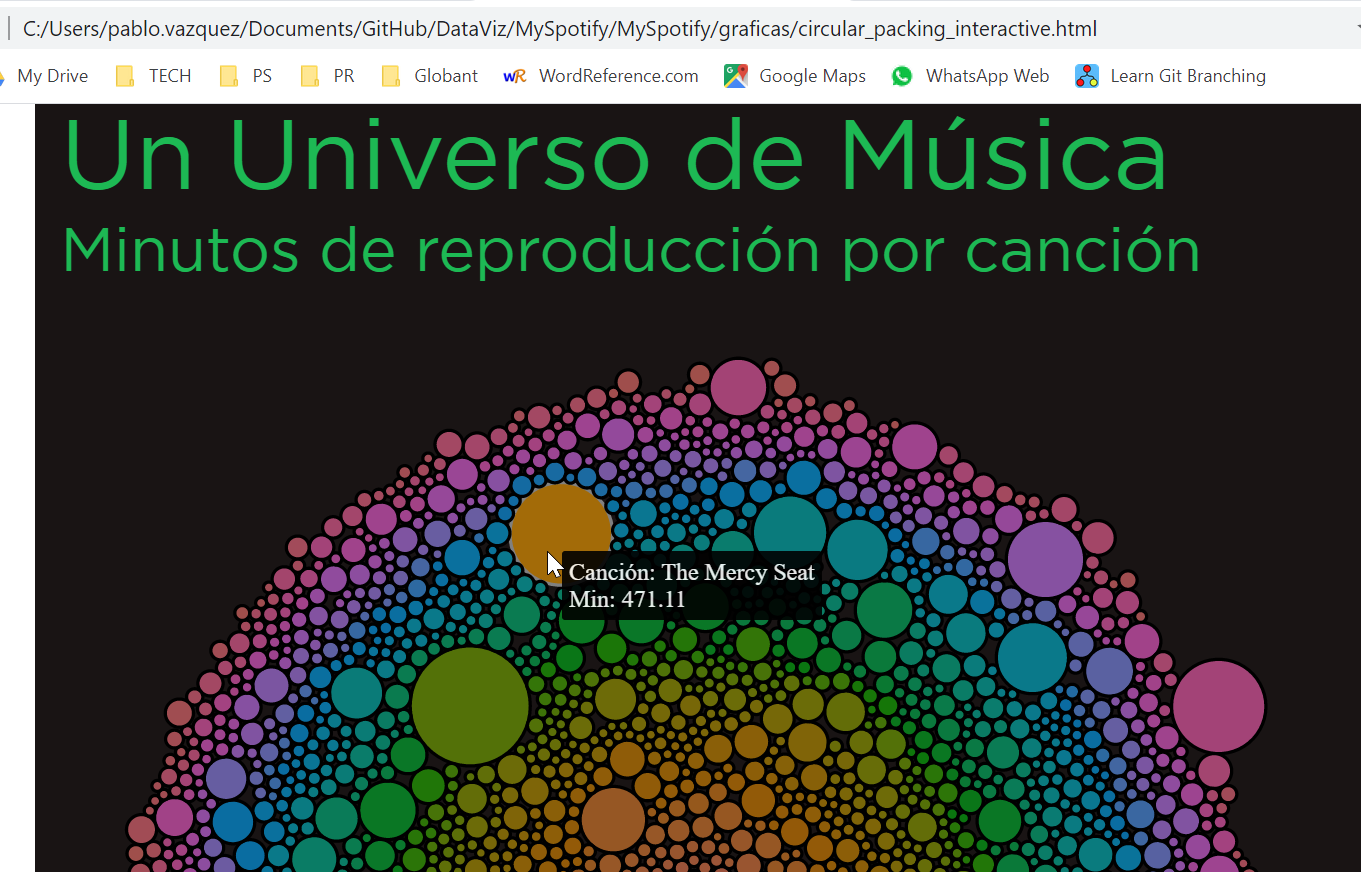 C:/Users/pablo.vazquez/Documents/GitHub/DataViz/MySpotify/MySpotify/graficas/circular_packing_interactive.html
My Drive TECH PS PR Globant WR WordReference.com G Google Maps WhatsApp Web Learn Git Branching
Un Universo de Música
Minutos de reproducción por canción
Canción: The Mercy Seat
Min: 471.11